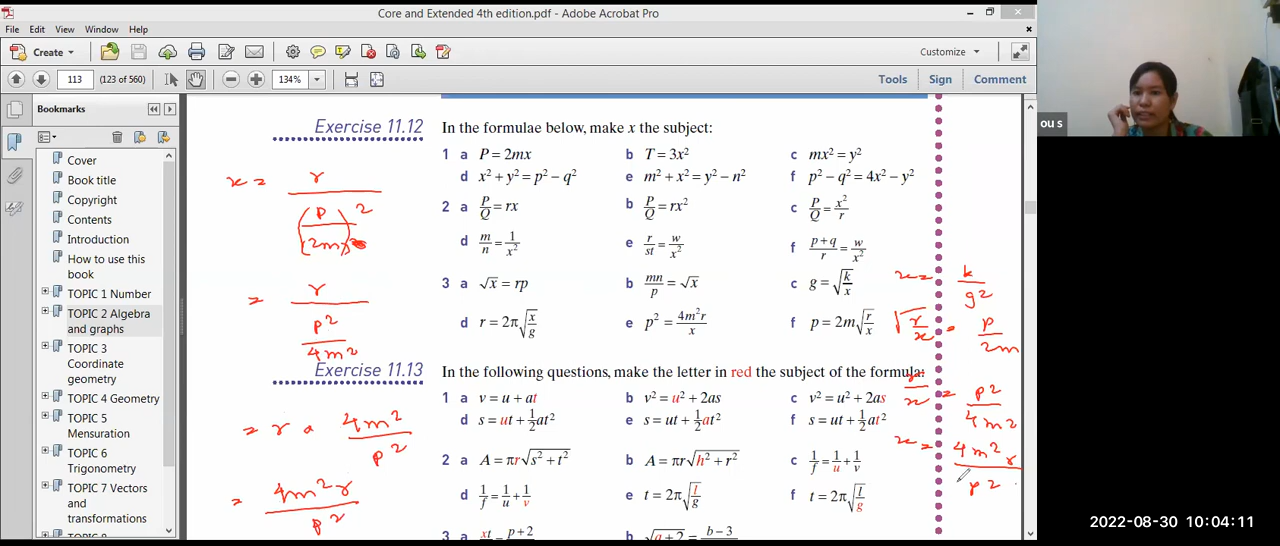 Core and Extended 4th edition.pdf - Adobe Acrobat Pro
File Edit View Window Help
Create Customize
113 (123 of 560) 134% Tools Sign Comment
Bookmarks
Cover
Book title
Copyright
Contents
Introduction
How to use this
book
TOPIC 1 Number
TOPIC 2 Algebra
and graphs
TOPIC 3
Coordinate
geometry
TOPIC 4 Geometry
TOPIC 5
Mensuration
TOPIC 6
Trigonometry
TOPIC 7 Vectors
and
transformations
Exercise 11.12 In the formulae below, make x the subject:
1 a P = 2mx b T = 3x² c mx² = y²
d x² + y² = p² − q² e m² + x² = y² − n² f p² − q² = 4x² − y²
2 a P/Q = rx b P/Q = rx² c P/Q = x²/r
d m/n = 1/x² e r/st = w/x² f (p + q)/r = w/x²
3 a √x = rp b mn/p = √x c g = √(k/x)
d r = 2π√(x/g) e p² = 4m²r/x f p = 2m√(r/x)
Exercise 11.13 In the following questions, make the letter in red the subject of the formula:
1 a v = u + at b v² = u² + 2as c v² = u² + 2as
d s = ut + ½at² e s = ut + ½at² f s = ut + ½at²
2 a A = πr√(s² + t²) b A = πr√(h² + r²) c 1/f = 1/u + 1/v
d 1/f = 1/u + 1/v e t = 2π√(l/g) f t = 2π√(l/g)
3 a xt = p + 2 b √(a + 2) = b − 3
x = r/(p/(2m))²
= r/(p²/4m²)
= r × 4m²/p²
= 4m²r/p²
x = k/g²
√(r/x) = p/2m
r/x = p²/4m²
x = 4m²r/p²
ou s
2022-08-30 10:04:11